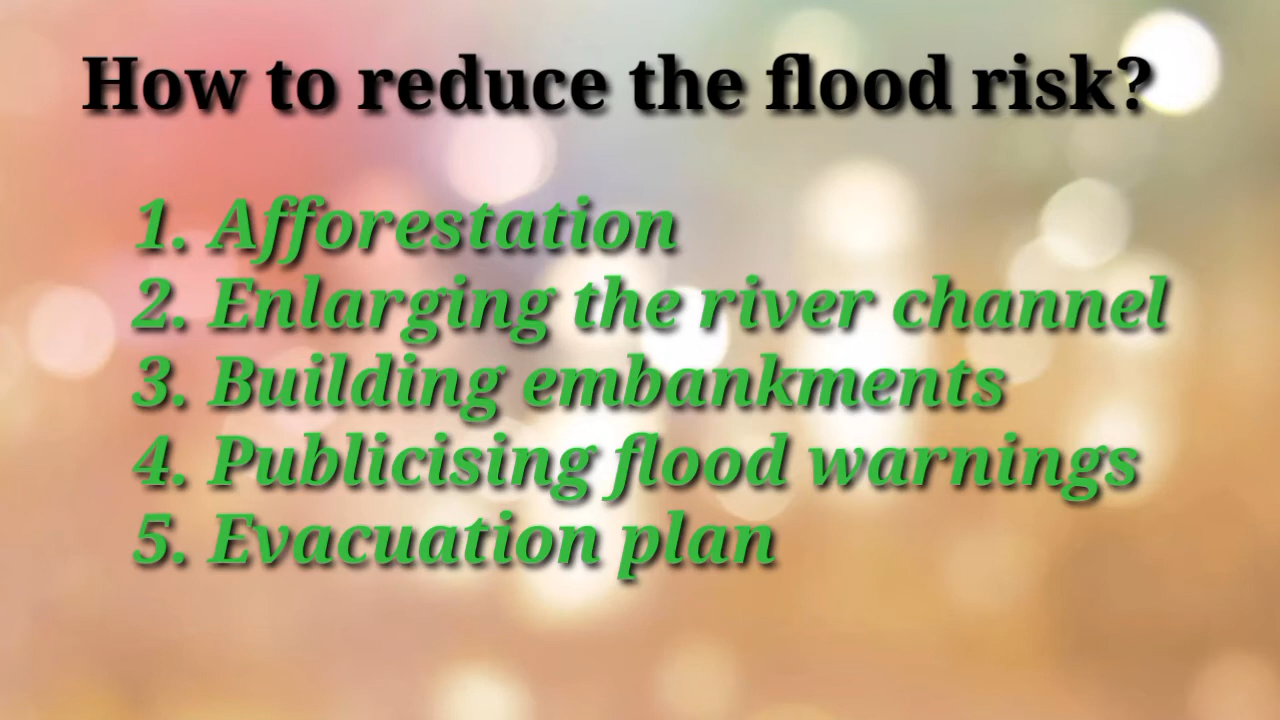 How to reduce the flood risk?
1. Afforestation
2. Enlarging the river channel
3. Building embankments
4. Publicising flood warnings
5. Evacuation plan